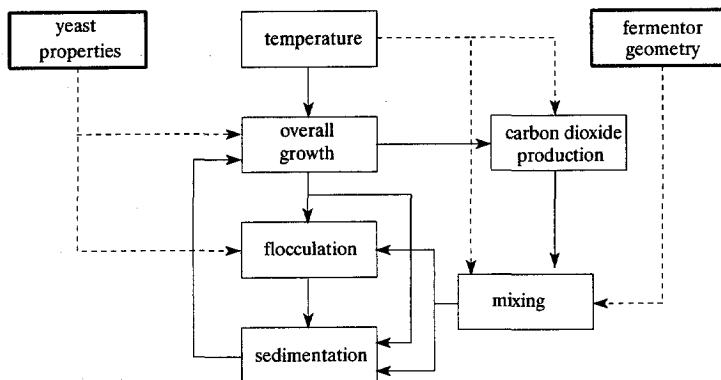 yeast
properties
temperature
fermentor
geometry
overall
growth
carbon dioxide
production
flocculation
mixing
sedimentation